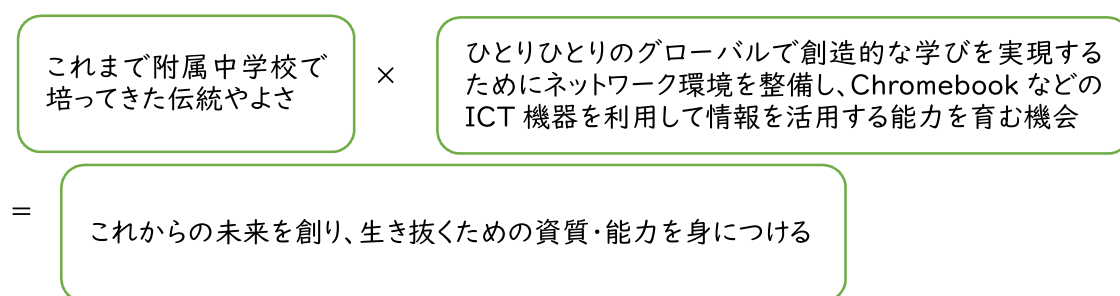 これまで附属中学校で
培ってきた伝統やよさ
×
ひとりひとりのグローバルで創造的な学びを実現する
ためにネットワーク環境を整備し、Chromebook などの
ICT 機器を利用して情報を活用する能力を育む機会
=
これからの未来を創り、生き抜くための資質・能力を身につける